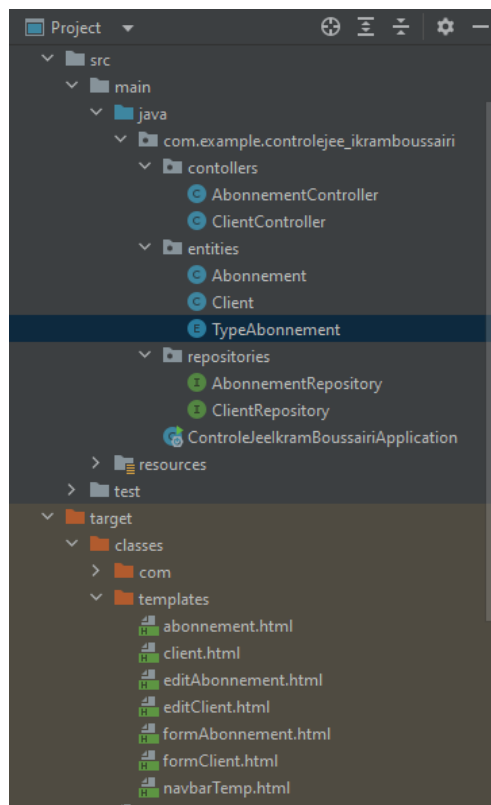 Project
src
main
java
com.example.controlejee_ikramboussairi
contollers
C AbonnementController
C ClientController
entities
C Abonnement
C Client
E TypeAbonnement
repositories
I AbonnementRepository
I ClientRepository
ControleJeeIkramBoussairiApplication
resources
test
target
classes
com
templates
H abonnement.html
H client.html
H editAbonnement.html
H editClient.html
H formAbonnement.html
H formClient.html
H navbarTemp.html